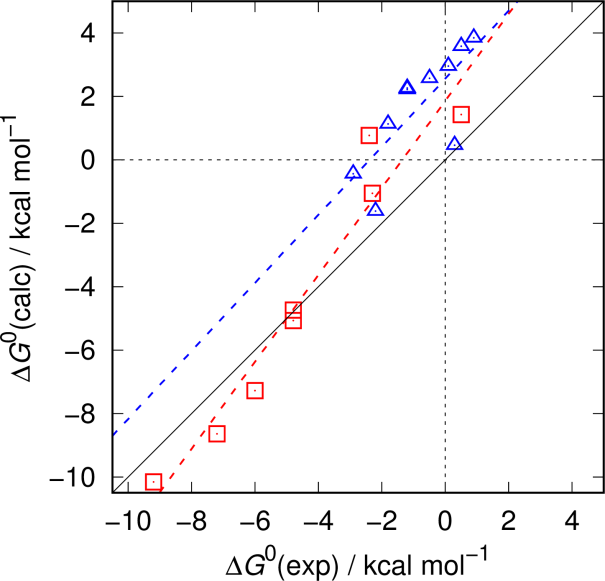 4
2
0
−2
−4
−6
−8
−10
ΔG⁰(calc) / kcal mol⁻¹
−10 −8 −6 −4 −2 0 2 4
ΔG⁰(exp) / kcal mol⁻¹